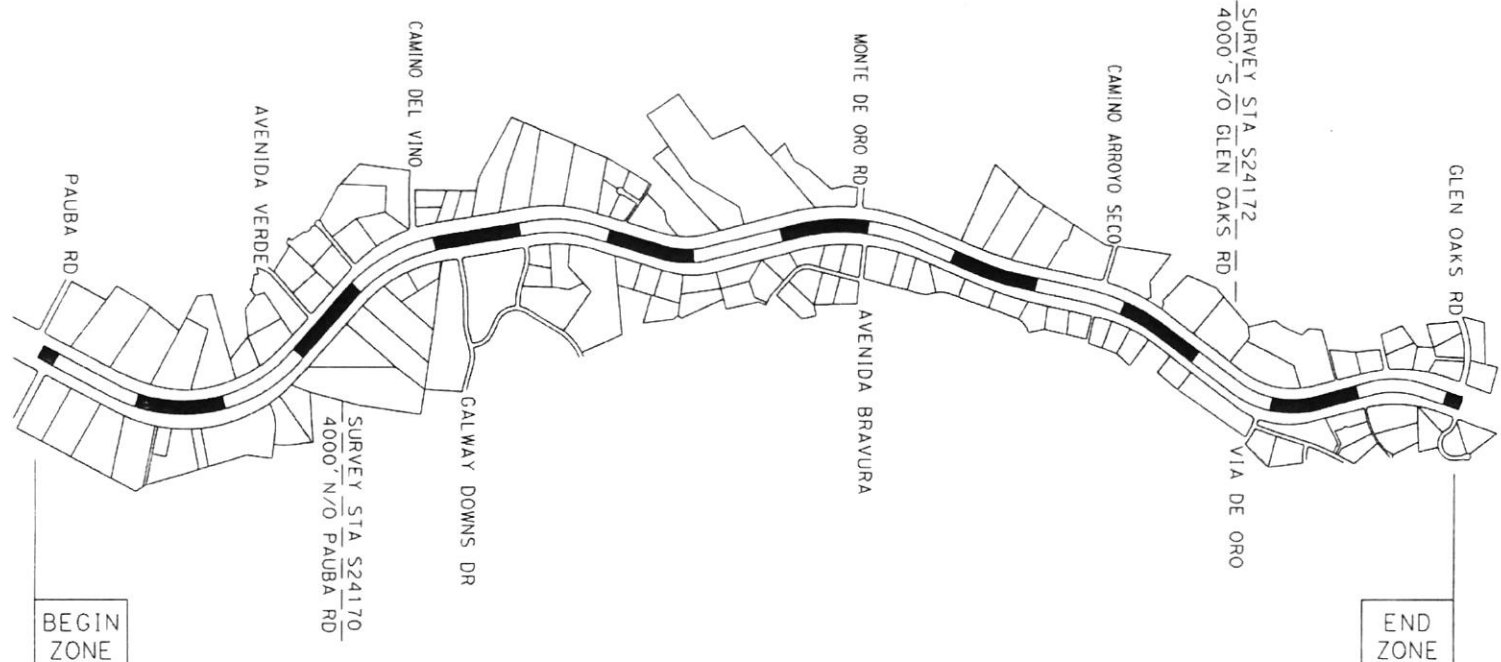 PAUBA RD
AVENIDA VERDE
CAMINO DEL VINO
SURVEY STA S24170
4000' N/O PAUBA RD
GALWAY DOWNS DR
MONTE DE ORO RD
AVENIDA BRAVURA
CAMINO ARROYO SECO
SURVEY STA S24172
4000' S/O GLEN OAKS RD
VIA DE ORO
GLEN OAKS RD
BEGIN
ZONE
END
ZONE